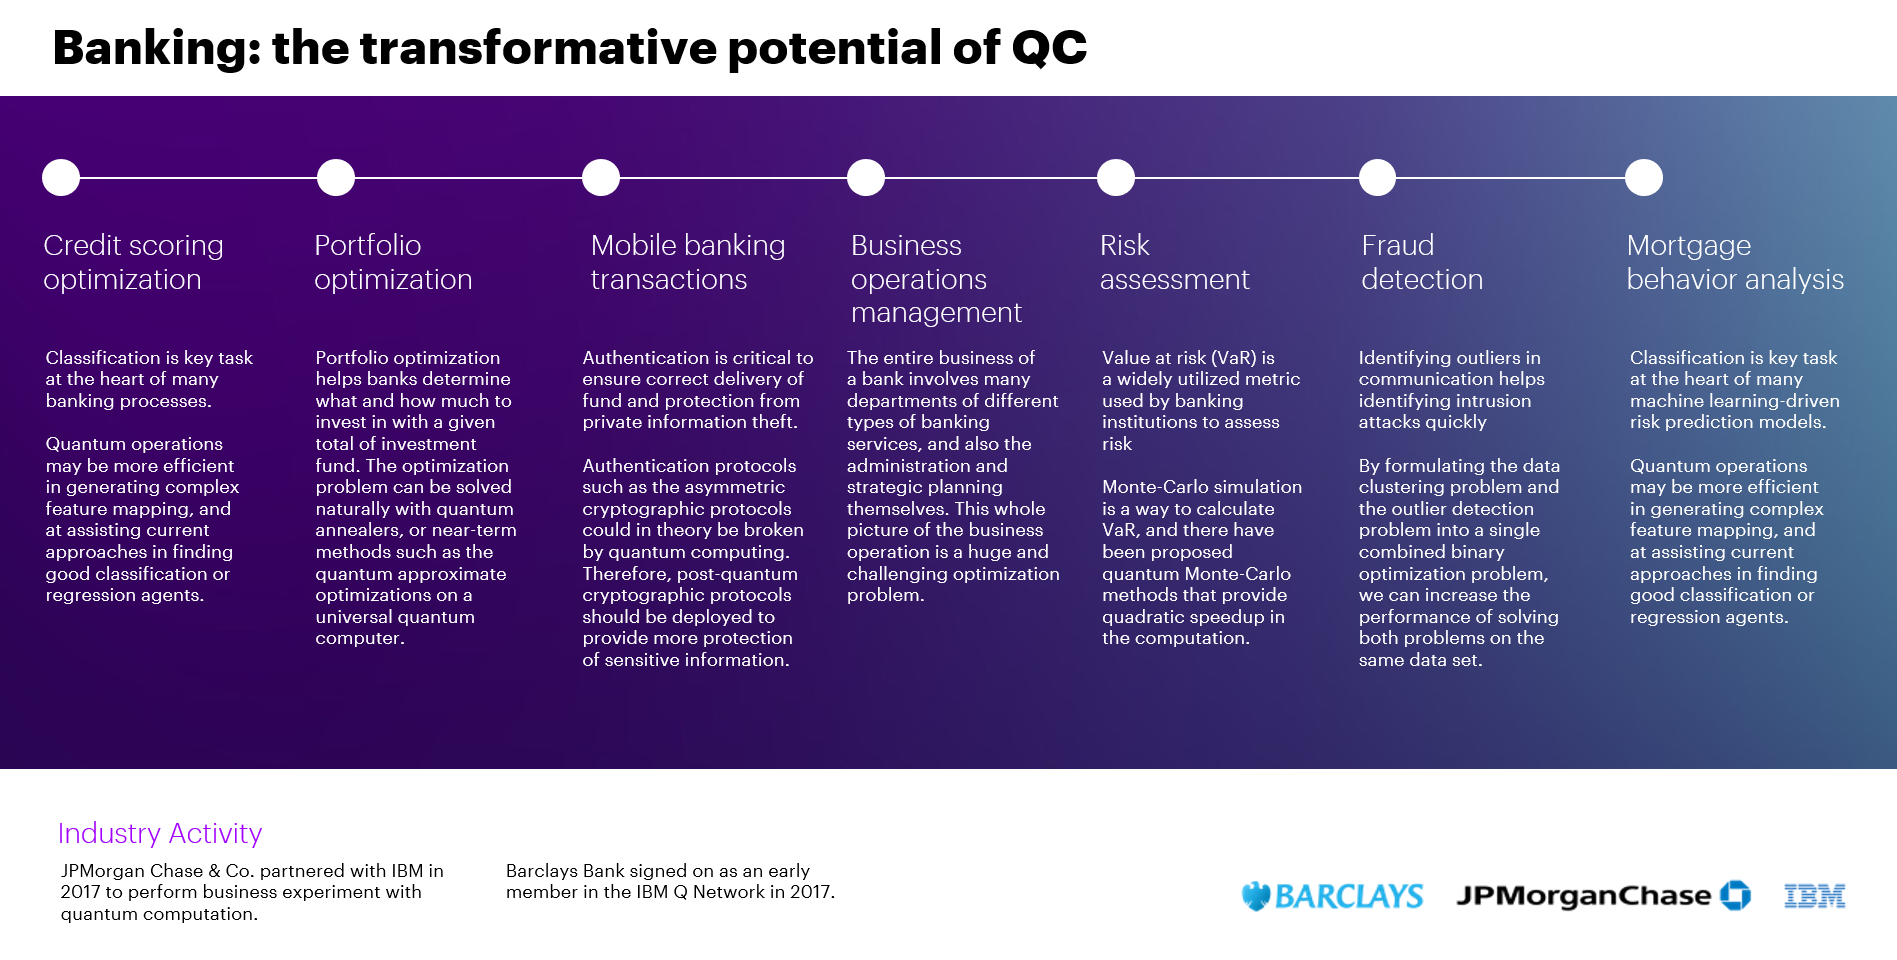 Banking: the transformative potential of QC
Credit scoring
optimization
Classification is key task
at the heart of many
banking processes.
Quantum operations
may be more efficient
in generating complex
feature mapping, and
at assisting current
approaches in finding
good classification or
regression agents.
Portfolio
optimization
Portfolio optimization
helps banks determine
what and how much to
invest in with a given
total of investment
fund. The optimization
problem can be solved
naturally with quantum
annealers, or near-term
methods such as the
quantum approximate
optimizations on a
universal quantum
computer.
Mobile banking
transactions
Authentication is critical to
ensure correct delivery of
fund and protection from
private information theft.
Authentication protocols
such as the asymmetric
cryptographic protocols
could in theory be broken
by quantum computing.
Therefore, post-quantum
cryptographic protocols
should be deployed to
provide more protection
of sensitive information.
Business
operations
management
The entire business of
a bank involves many
departments of different
types of banking
services, and also the
administration and
strategic planning
themselves. This whole
picture of the business
operation is a huge and
challenging optimization
problem.
Risk
assessment
Value at risk (VaR) is
a widely utilized metric
used by banking
institutions to assess
risk
Monte-Carlo simulation
is a way to calculate
VaR, and there have
been proposed
quantum Monte-Carlo
methods that provide
quadratic speedup in
the computation.
Fraud
detection
Identifying outliers in
communication helps
identifying intrusion
attacks quickly
By formulating the data
clustering problem and
the outlier detection
problem into a single
combined binary
optimization problem,
we can increase the
performance of solving
both problems on the
same data set.
Mortgage
behavior analysis
Classification is key task
at the heart of many
machine learning-driven
risk prediction models.
Quantum operations
may be more efficient
in generating complex
feature mapping, and
at assisting current
approaches in finding
good classification or
regression agents.
Industry Activity
JPMorgan Chase & Co. partnered with IBM in
2017 to perform business experiment with
quantum computation.
Barclays Bank signed on as an early
member in the IBM Q Network in 2017.
BARCLAYS
JPMorganChase
IBM